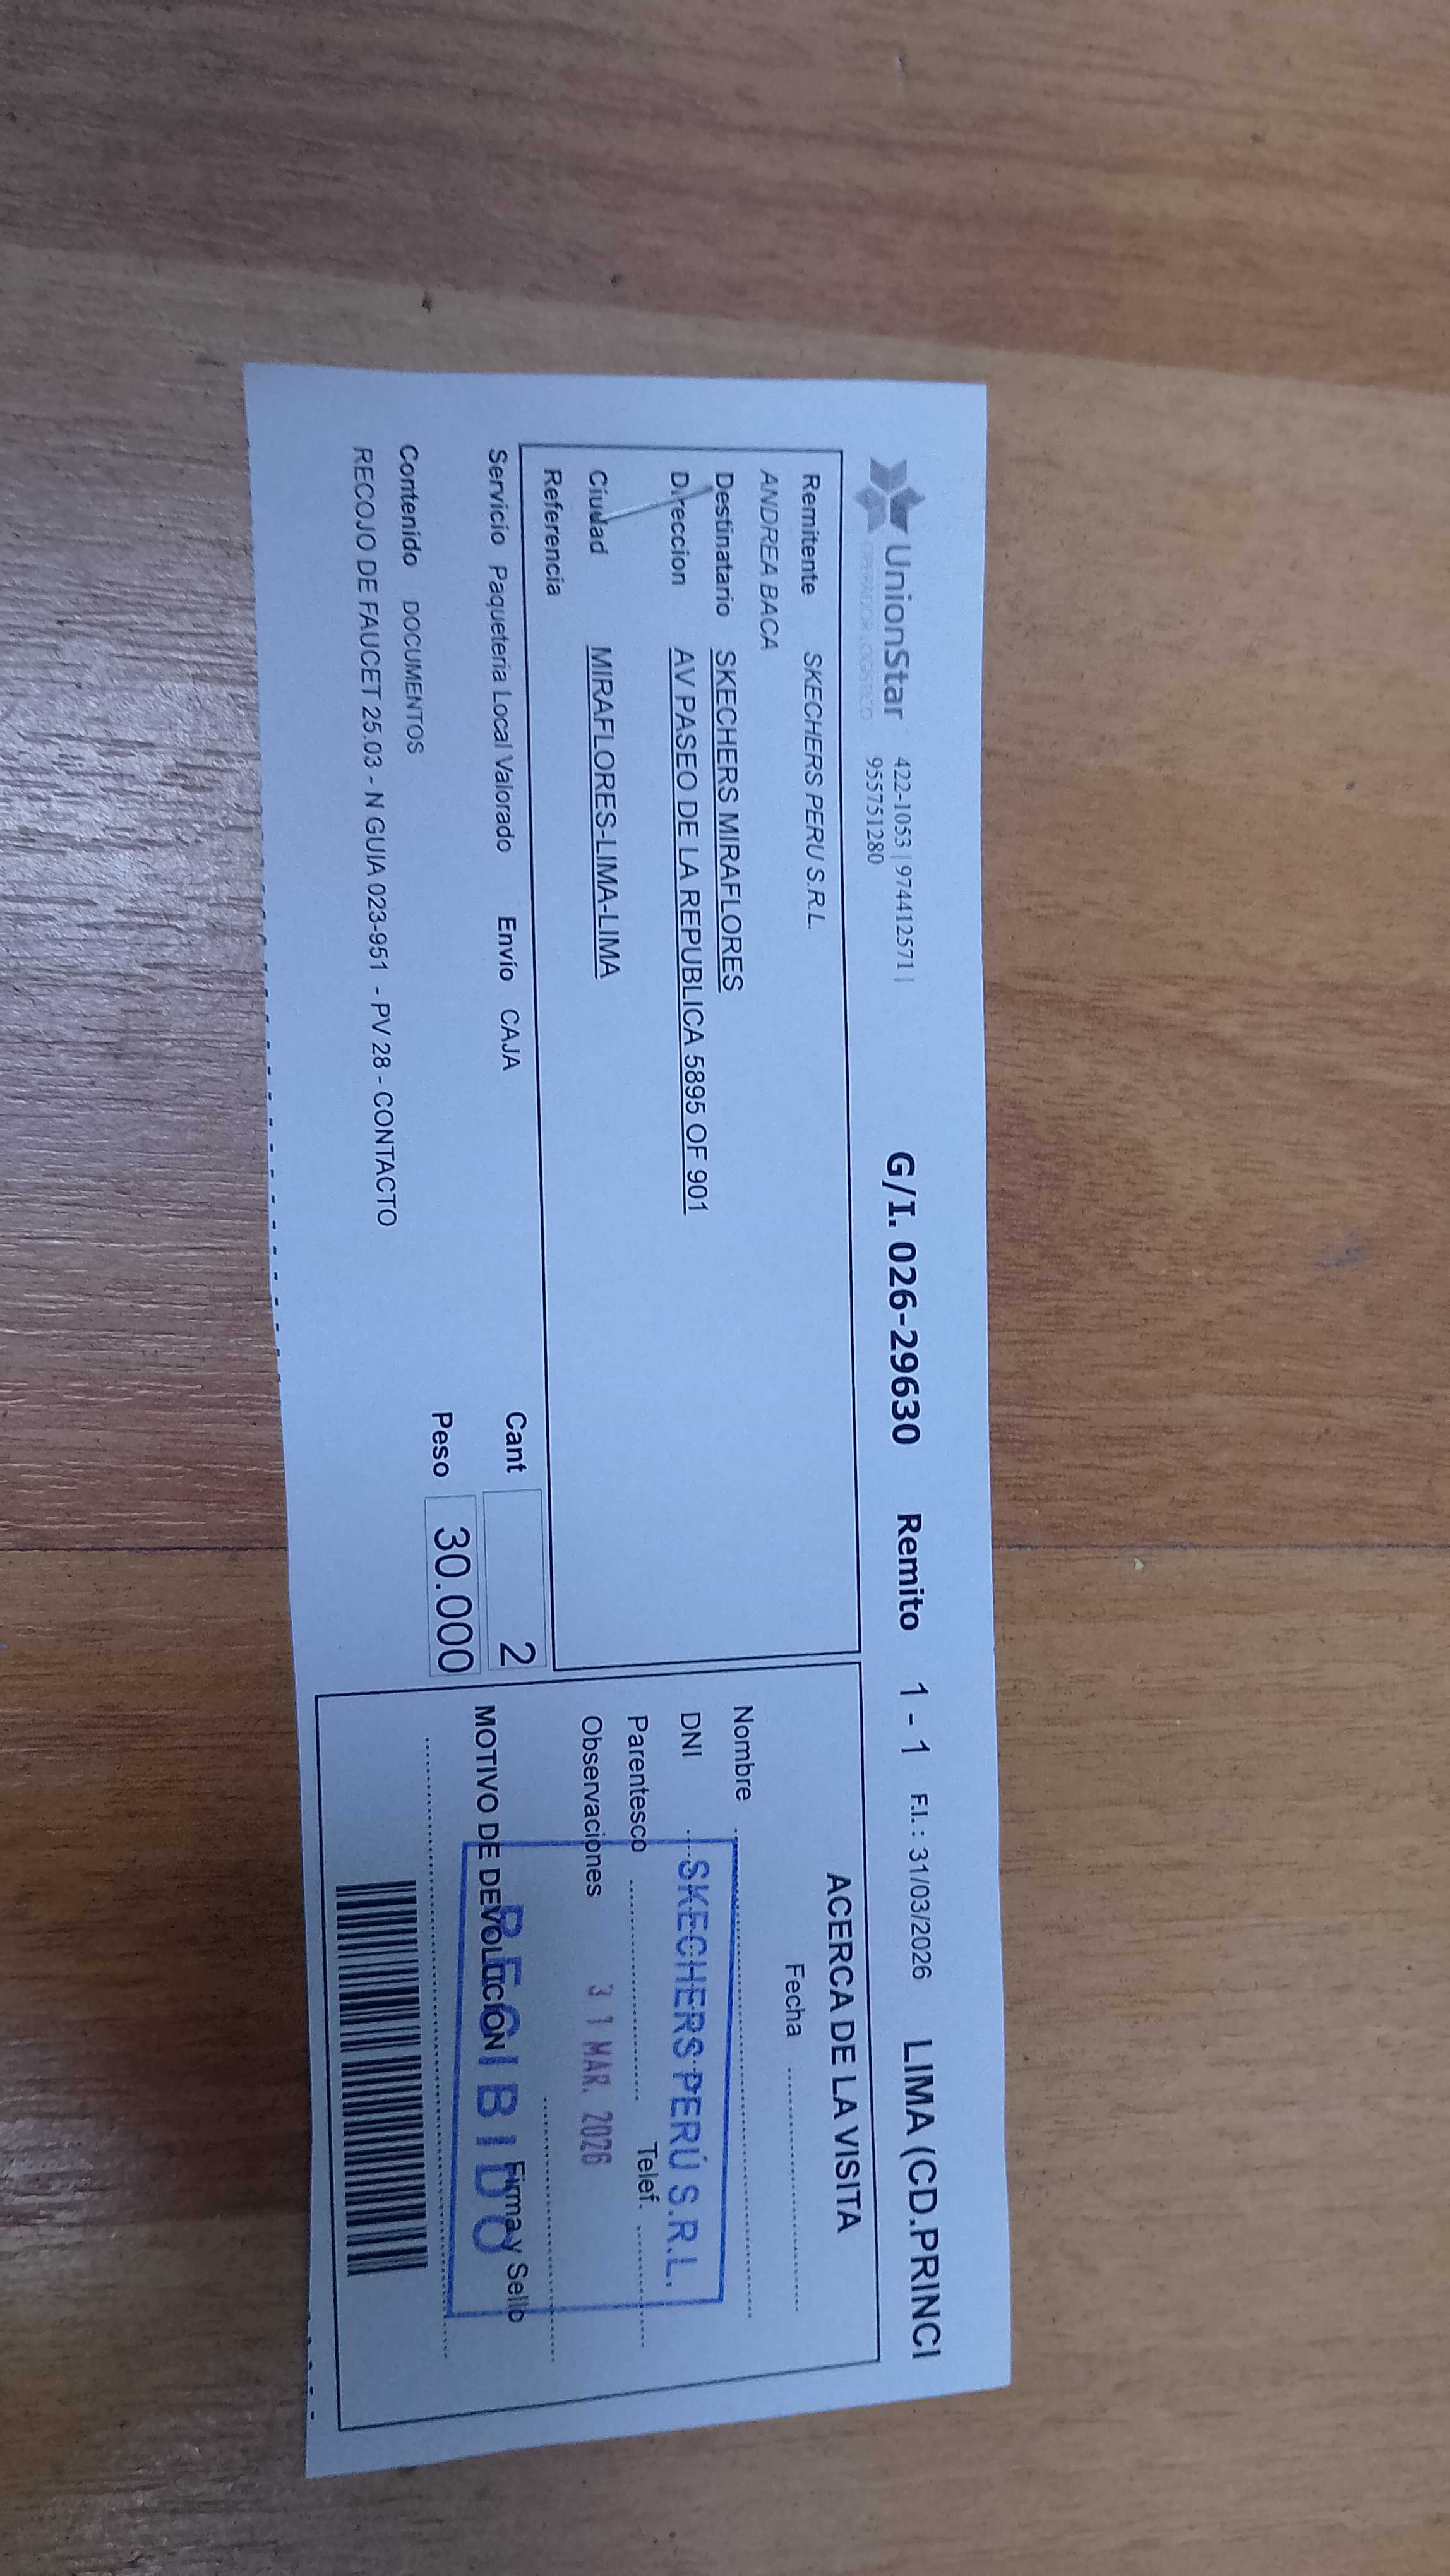 UnionStar
OPERADOR LOGISTICO
422-1053 | 974412571 |
955751280
G/I. 026-29630 Remito 1 - 1 F.I. : 31/03/2026 LIMA (CD.PRINCI
Remitente SKECHERS PERU S.R.L.
ANDREA BACA
Destinatario SKECHERS MIRAFLORES
Direccion AV PASEO DE LA REPUBLICA 5895 OF 901
Ciudad MIRAFLORES-LIMA-LIMA
Referencia
Servicio Paqueteria Local Valorado Envío CAJA
Cant 2
Contenido DOCUMENTOS
Peso 30.000
RECOJO DE FAUCET 25.03 - N GUIA 023-951 - PV 28 - CONTACTO
ACERCA DE LA VISITA
Fecha
Nombre
DNI
SKECHERS PERÚ S.R.L.
Parentesco Telef.
Observaciones
31 MAR. 2026
Firma y Sello
RECIBIDO
MOTIVO DE DEVOLUCION